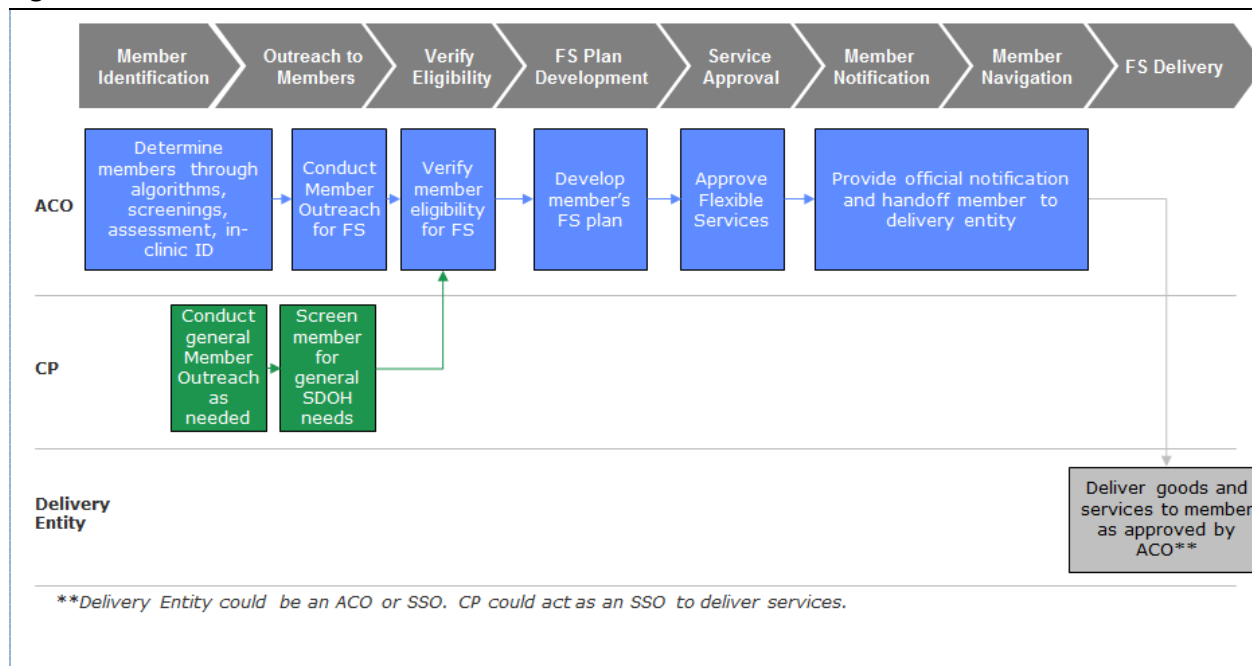 Member
Identification
Outreach to
Members
Verify
Eligibility
FS Plan
Development
Service
Approval
Member
Notification
Member
Navigation
FS Delivery
ACO
Determine
members through
algorithms,
screenings,
assessment, in-
clinic ID
Conduct
Member
Outreach
for FS
Verify
member
eligibility
for FS
Develop
member's
FS plan
Approve
Flexible
Services
Provide official notification
and handoff member to
delivery entity
CP
Conduct
general
Member
Outreach
as
needed
Screen
member
for
general
SDOH
needs
Delivery
Entity
Deliver goods and
services to member
as approved by
ACO**
**Delivery Entity could be an ACO or SSO. CP could act as an SSO to deliver services.